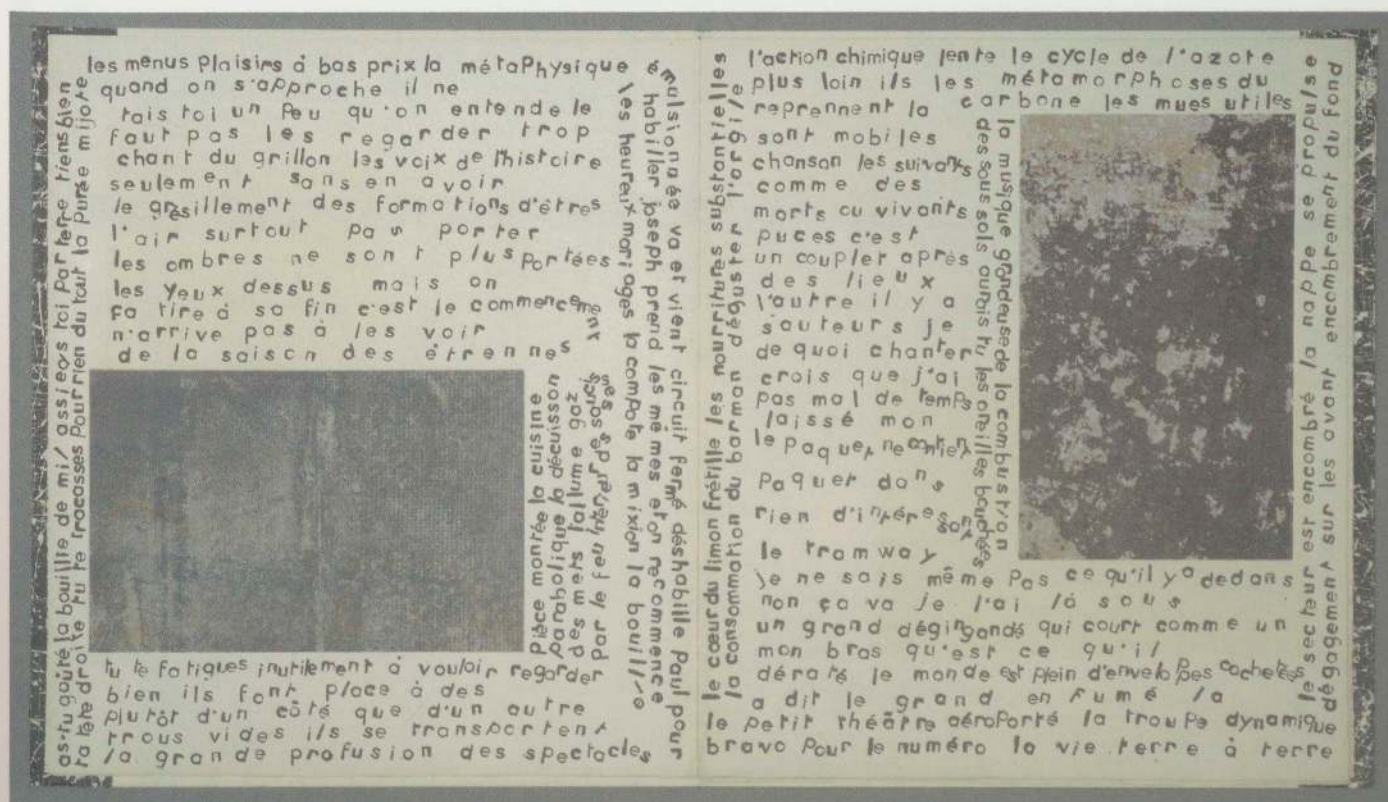 les menus plaisirs à bas prix la métaphysique
quand on s'approche il ne
tais toi un peu qu'on entende le
faut pas les regarder trop
chant du grillon les voix de l'histoire
seulement sans en avoir
le grésillement des formations d'êtres
l'air surtout pas porter
les ombres ne sont plus portées
les yeux dessus mais on
fa tire à sa fin c'est le commencement
n'arrive pas à les voir
de la saison des étrennes
as-tu goûté la bouille de mil assieds toi par terre tiens bien
ta tête droite tu te tracasses pour rien du tout la purée mijote
pièce montée la cuisine
parabolique la décuisson
des mets j'allume gaz
par le feu
émulsionnée va et vient circuit fermé déshabille Paul pour
habiller joseph prend les mêmes et on recommence
les heureux mariages la compote la mixion la bouillie
tu te fatigues inutilement à vouloir regarder
bien ils font place à des
plutôt d'un côté que d'un autre
trous vides ils se transportent
la grande profusion des spectacles
le cœur du limon frétille les nourritures substantielles
la consommation du barman déguster l'argile
l'action chimique lente le cycle de l'azote
plus loin ils les métamorphoses du
reprennent la carbone les mues utiles
sont mobiles
chanson les suivants
comme des
morts ou vivants
puces c'est
un couplet après
des lieux
l'autre il y a
sauteurs je
de quoi chanter
crois que j'ai
pas mal de temps
laissé mon
le paquet ne contient
paquet dans
rien d'intéressant
le tramway
je ne sais même pas ce qu'il y a dedans
non ça va je l'ai là sous
un grand dégingandé qui court comme un
mon bras qu'est ce qu'il
dératé le monde est plein d'enveloppes cachetées
a dit le grand enfumé la
le petit théâtre aéroporté la troupe dynamique
bravo pour le numéro la vie terre à terre
la musique grandeuse de la combustion
des sous sols aurais tu les oreilles bouchées
le secteur est encombré la nappe se propulse
dégagement sur les avant encombrement du fond